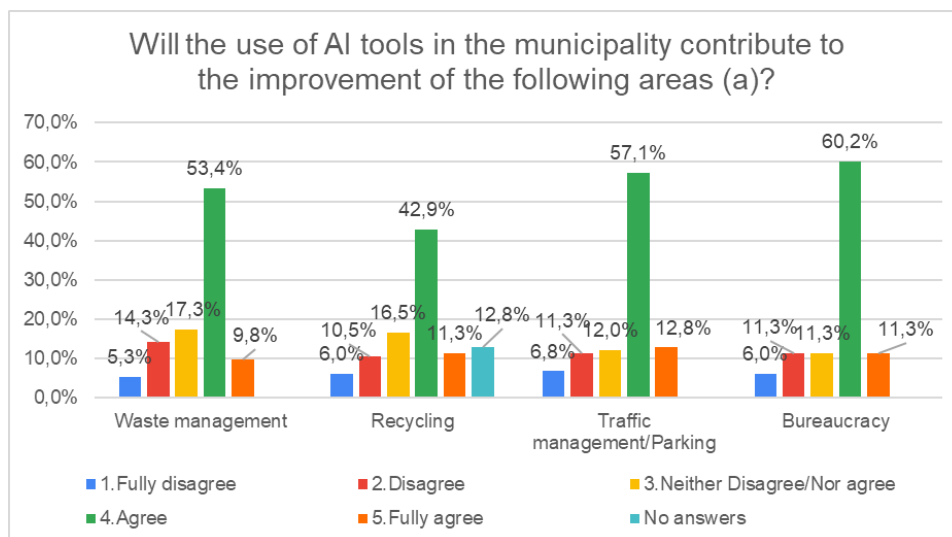 Will the use of AI tools in the municipality contribute to
the improvement of the following areas (a)?
70,0%
60,0%
50,0%
40,0%
30,0%
20,0%
10,0%
0,0%
5,3%
14,3%
17,3%
53,4%
9,8%
6,0%
10,5%
16,5%
42,9%
11,3%
12,8%
6,8%
11,3%
12,0%
57,1%
12,8%
6,0%
11,3%
11,3%
60,2%
11,3%
Waste management
Recycling
Traffic
management/Parking
Bureaucracy
1.Fully disagree
2.Disagree
3.Neither Disagree/Nor agree
4.Agree
5.Fully agree
No answers